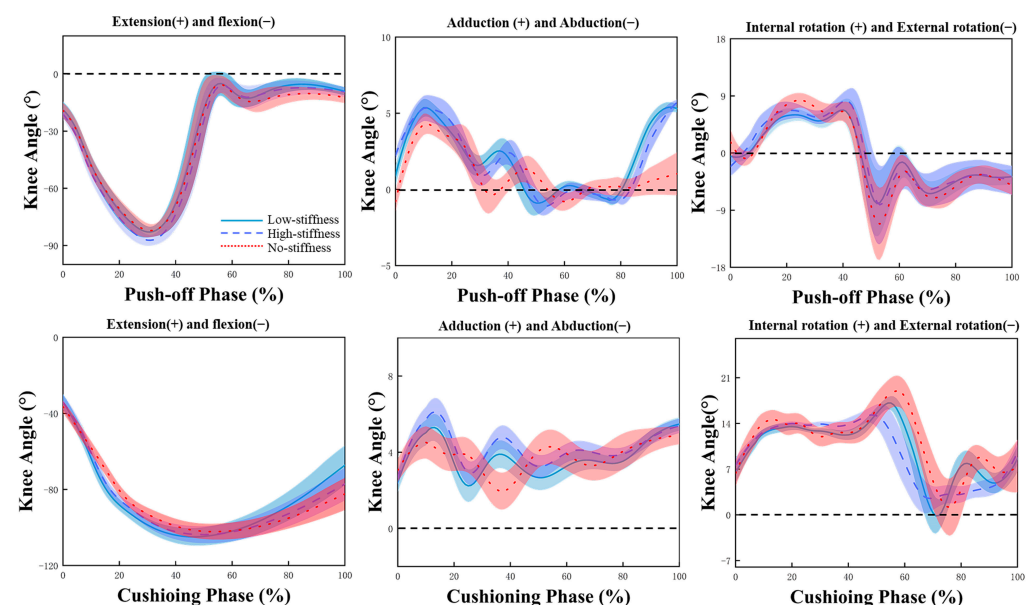 Extension(+) and flexion(−)
Adduction (+) and Abduction(−)
Internal rotation (+) and External rotation(−)
Knee Angle (°)
0
−30
−60
−90
Low-stiffness
High-stiffness
No-stiffness
0 20 40 60 80 100
Push-off Phase (%)
Knee Angle (°)
10
5
0
−5
0 20 40 60 80 100
Push-off Phase (%)
Knee Angle (°)
18
9
0
−9
−18
0 20 40 60 80 100
Push-off Phase (%)
Extension(+) and flexion(−)
Adduction (+) and Abduction(−)
Internal rotation (+) and External rotation(−)
Knee Angle (°)
0
−40
−80
−120
0 20 40 60 80 100
Cushioing Phase (%)
Knee Angle (°)
8
4
0
0 20 40 60 80 100
Cushioning Phase (%)
Knee Angle(°)
21
14
7
0
−7
0 20 40 60 80 100
Cushioning Phase (%)